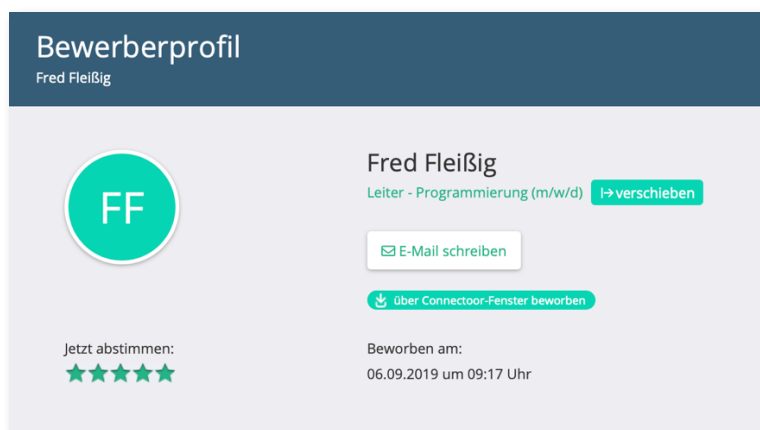 Bewerberprofil
Fred Fleißig
FF
Fred Fleißig
Leiter - Programmierung (m/w/d) verschieben
E-Mail schreiben
über Connectoor-Fenster beworben
Jetzt abstimmen:
Beworben am:
06.09.2019 um 09:17 Uhr